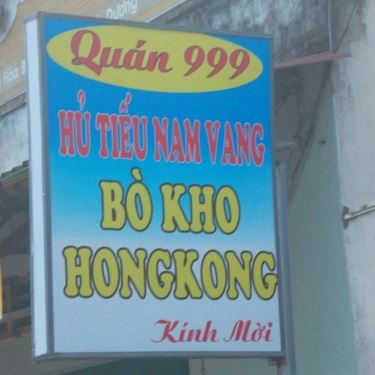 Quán 999
HỦ TIẾU NAM VANG
BÒ KHO
HONGKONG
Kính Mời